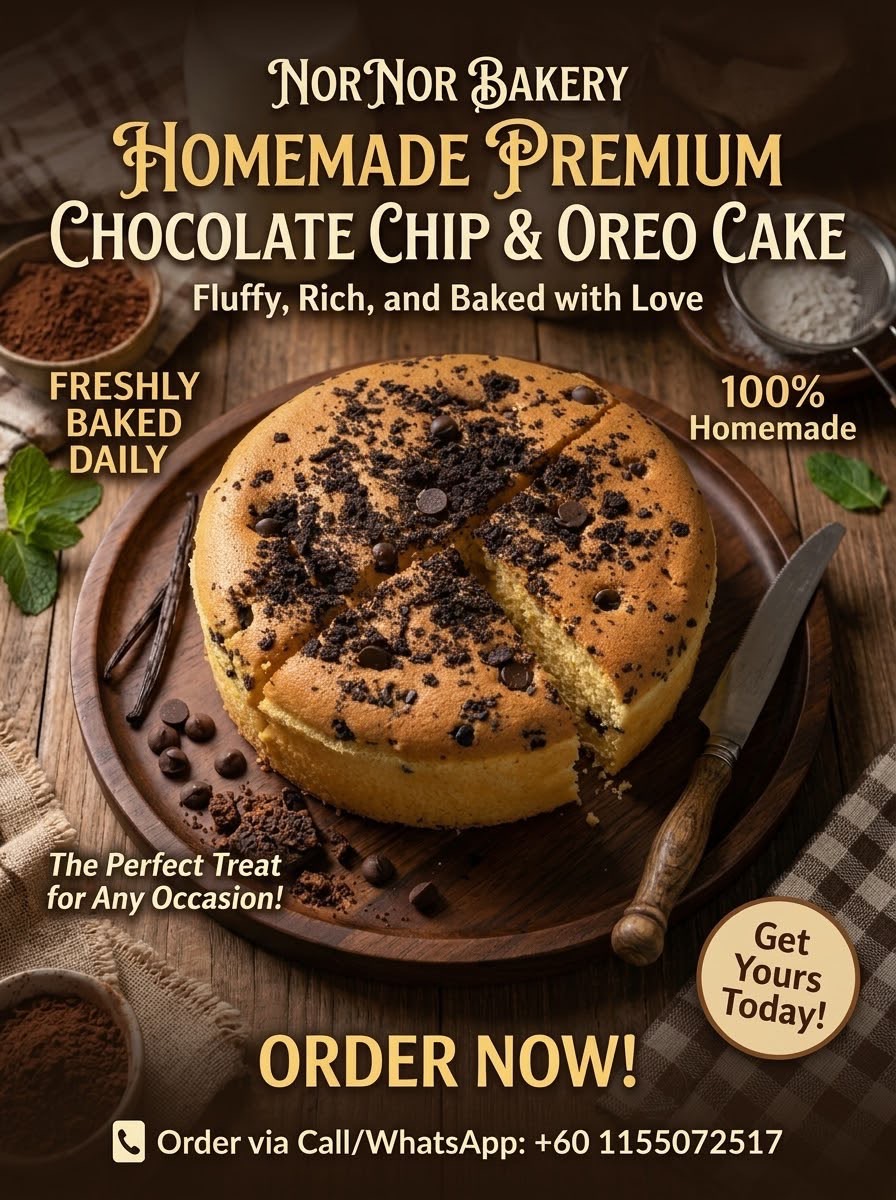 NorNor Bakery
Homemade Premium
Chocolate Chip & Oreo Cake
Fluffy, Rich, and Baked with Love
FRESHLY
BAKED
DAILY
100%
Homemade
The Perfect Treat
for Any Occasion!
Get
Yours
Today!
ORDER NOW!
Order via Call/WhatsApp: +60 1155072517